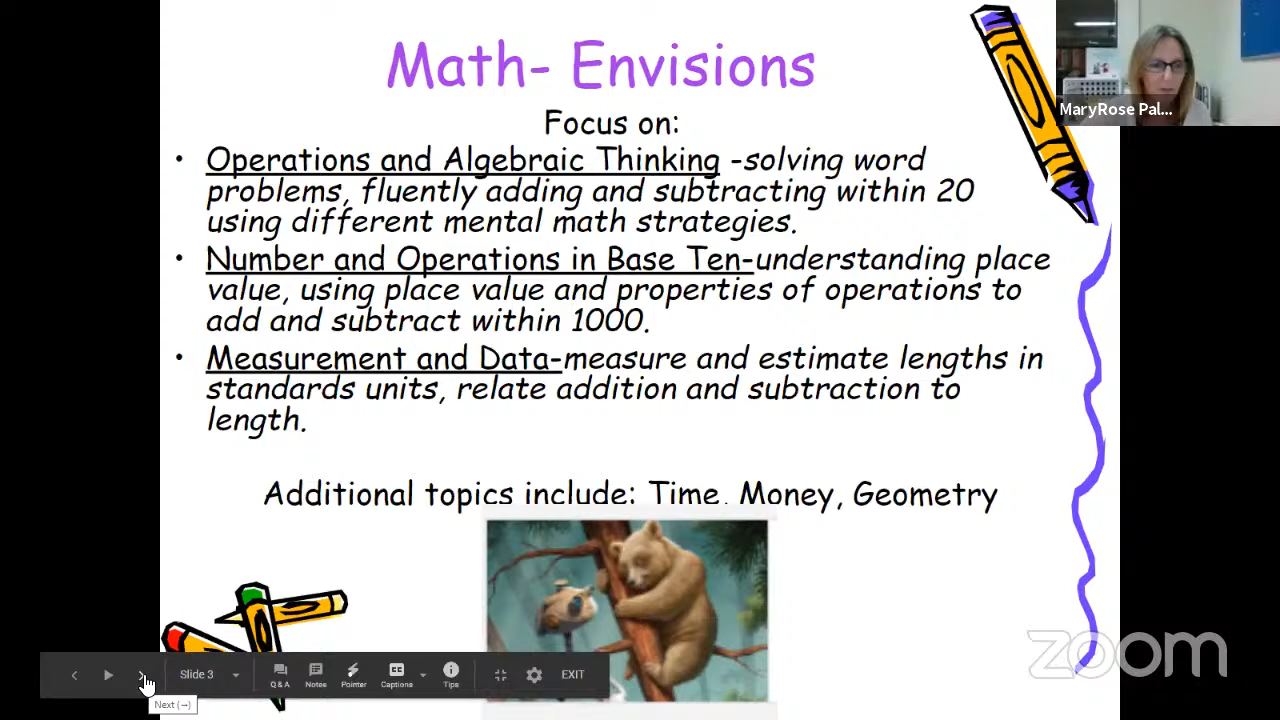 Math- Envisions
MaryRose Pal...
Focus on:
• Operations and Algebraic Thinking -solving word
problems, fluently adding and subtracting within 20
using different mental math strategies.
• Number and Operations in Base Ten-understanding place
value, using place value and properties of operations to
add and subtract within 1000.
• Measurement and Data-measure and estimate lengths in
standards units, relate addition and subtraction to
length.
Additional topics include: Time, Money, Geometry
zoom
Slide 3
Q & A
Notes
Pointer
CC
Captions
Tips
EXIT
Next (→)